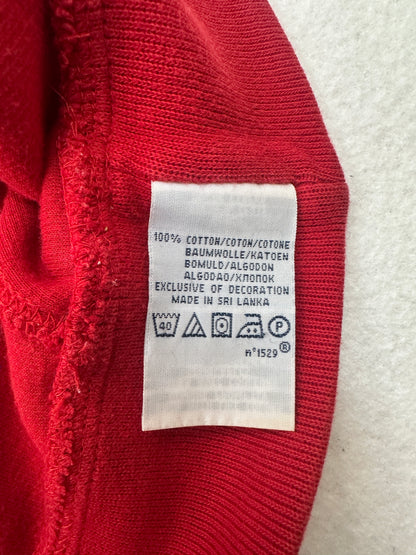 100% COTTON/COTON/COTONE
BAUMWOLLE/KATOEN
BOMULD/ALGODON
ALGODAO/ХЛОПОК
EXCLUSIVE OF DECORATION
MADE IN SRI LANKA
40 P
n°1529 ®